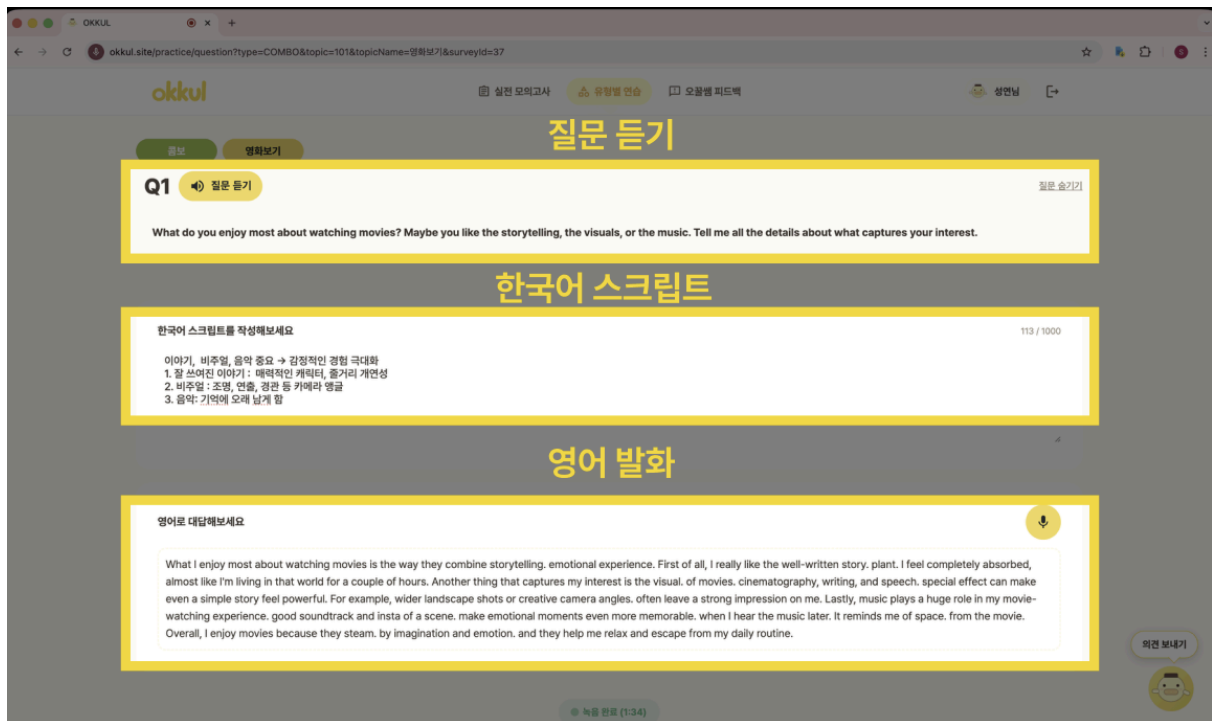 OKKUL
okkul.site/practice/question?type=COMBO&topic=101&topicName=영화보기&surveyId=37
okkul
실전 모의고사
유형별 연습
오꿀쌤 피드백
성연님
질문 듣기
콤보
영화보기
Q1
질문 듣기
질문 숨기기
What do you enjoy most about watching movies? Maybe you like the storytelling, the visuals, or the music. Tell me all the details about what captures your interest.
한국어 스크립트
한국어 스크립트를 작성해보세요
113 / 1000
이야기, 비주얼, 음악 중요 → 감정적인 경험 극대화
1. 잘 쓰여진 이야기 : 매력적인 캐릭터, 줄거리 개연성
2. 비주얼 : 조명, 연출, 경관 등 카메라 앵글
3. 음악: 기억에 오래 남게 함
영어 발화
영어로 대답해보세요
What I enjoy most about watching movies is the way they combine storytelling. emotional experience. First of all, I really like the well-written story. plant. I feel completely absorbed,
almost like I'm living in that world for a couple of hours. Another thing that captures my interest is the visual. of movies. cinematography, writing, and speech. special effect can make
even a simple story feel powerful. For example, wider landscape shots or creative camera angles. often leave a strong impression on me. Lastly, music plays a huge role in my movie-
watching experience. good soundtrack and insta of a scene. make emotional moments even more memorable. when I hear the music later. It reminds me of space. from the movie.
Overall, I enjoy movies because they steam. by imagination and emotion. and they help me relax and escape from my daily routine.
의견 보내기
녹음 완료 (1:34)